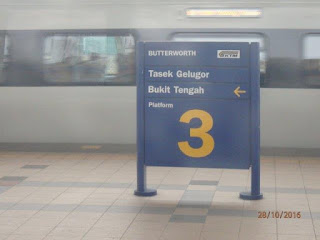 BUTTERWORTH
Tasek Gelugor
Bukit Tengah
Platform
3
28/10/2016